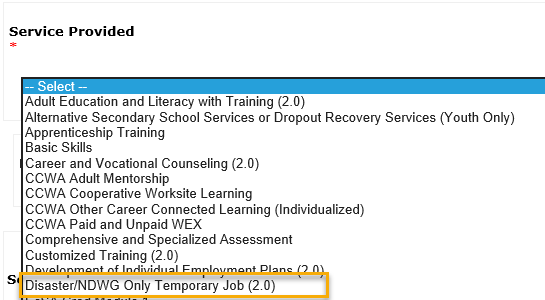 Service Provided
*
-- Select --
Adult Education and Literacy with Training (2.0)
Alternative Secondary School Services or Dropout Recovery Services (Youth Only)
Apprenticeship Training
Basic Skills
Career and Vocational Counseling (2.0)
CCWA Adult Mentorship
CCWA Cooperative Worksite Learning
CCWA Other Career Connected Learning (Individualized)
CCWA Paid and Unpaid WEX
Comprehensive and Specialized Assessment
Customized Training (2.0)
Development of Individual Employment Plans (2.0)
Disaster/NDWG Only Temporary Job (2.0)